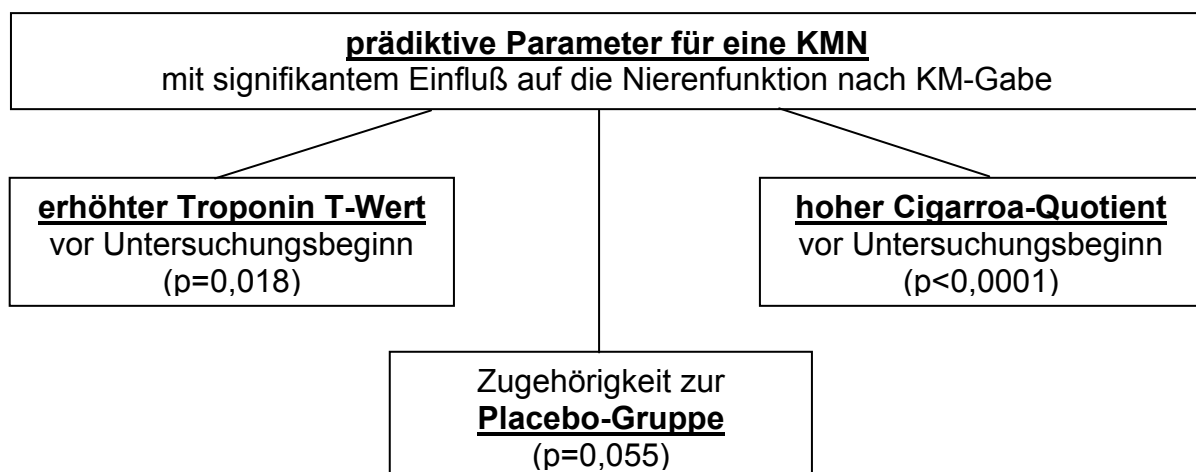 prädiktive Parameter für eine KMN
mit signifikantem Einfluß auf die Nierenfunktion nach KM-Gabe
erhöhter Troponin T-Wert
vor Untersuchungsbeginn
(p=0,018)
hoher Cigarroa-Quotient
vor Untersuchungsbeginn
(p<0,0001)
Zugehörigkeit zur
Placebo-Gruppe
(p=0,055)